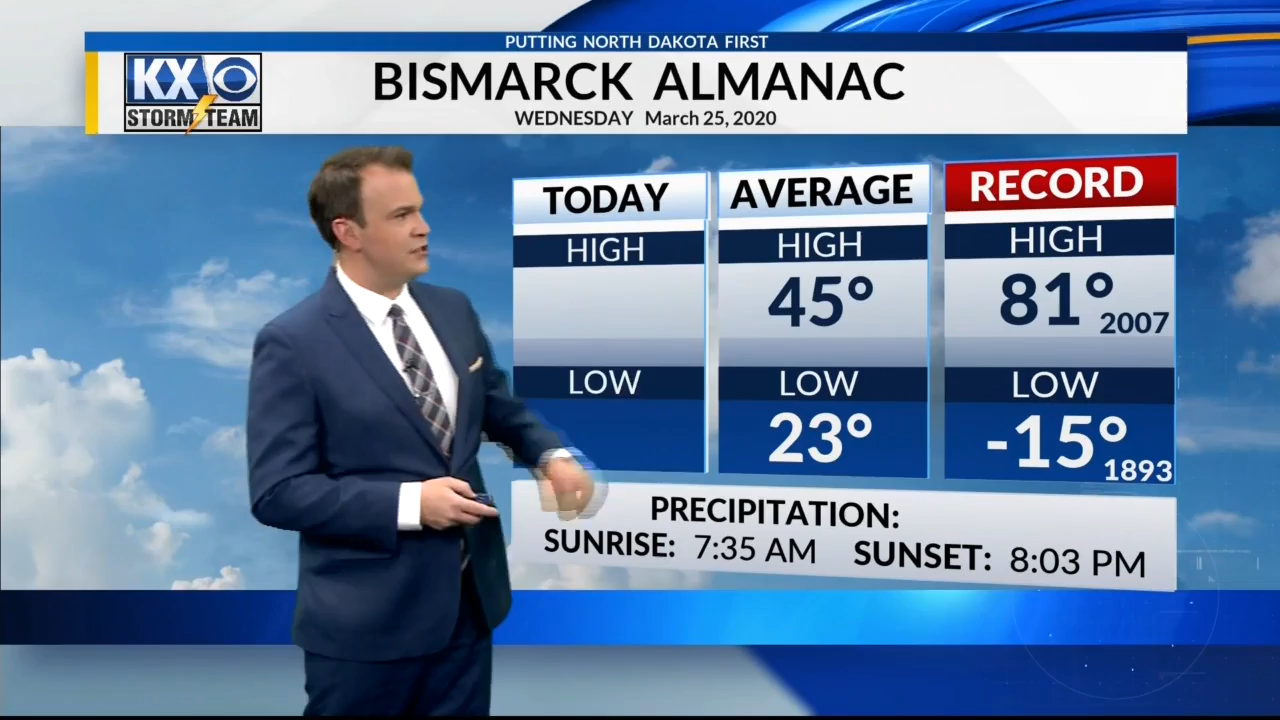 PUTTING NORTH DAKOTA FIRST
KX
STORM TEAM
BISMARCK ALMANAC
WEDNESDAY March 25, 2020
TODAY
HIGH
LOW
AVERAGE
HIGH
45°
LOW
23°
RECORD
HIGH
81°
2007
LOW
-15°
1893
PRECIPITATION:
SUNRISE: 7:35 AM SUNSET: 8:03 PM